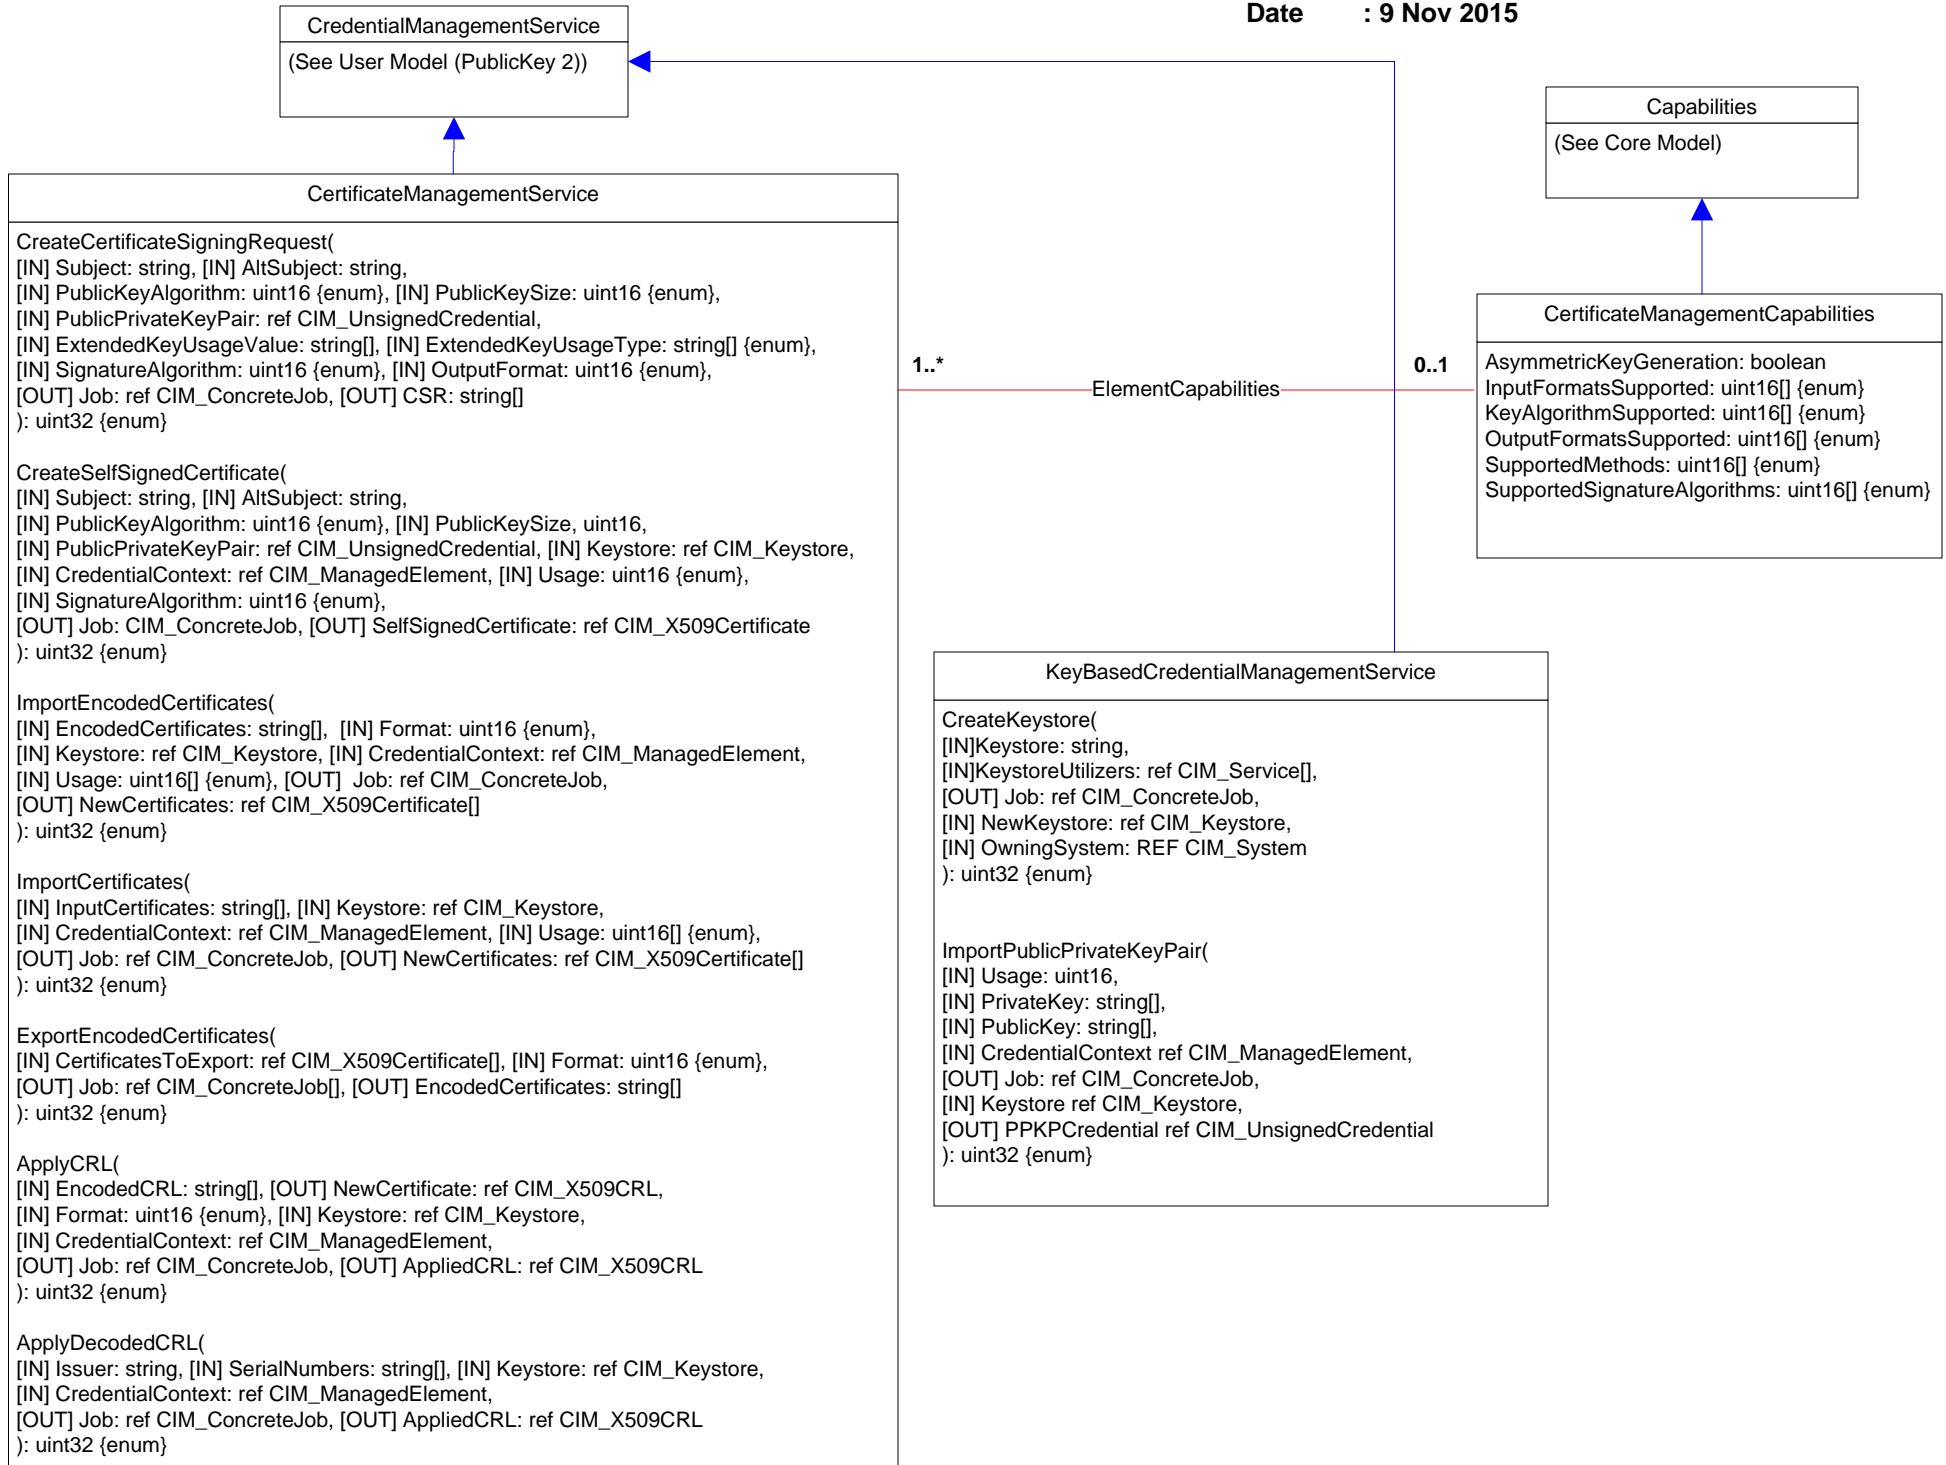 Date : 9 Nov 2015
CredentialManagementService
(See User Model (PublicKey 2))
Capabilities
(See Core Model)
CertificateManagementService
CreateCertificateSigningRequest(
[IN] Subject: string, [IN] AltSubject: string,
[IN] PublicKeyAlgorithm: uint16 {enum}, [IN] PublicKeySize: uint16 {enum},
[IN] PublicPrivateKeyPair: ref CIM_UnsignedCredential,
[IN] ExtendedKeyUsageValue: string[], [IN] ExtendedKeyUsageType: string[] {enum},
[IN] SignatureAlgorithm: uint16 {enum}, [IN] OutputFormat: uint16 {enum},
[OUT] Job: ref CIM_ConcreteJob, [OUT] CSR: string[]
): uint32 {enum}
CreateSelfSignedCertificate(
[IN] Subject: string, [IN] AltSubject: string,
[IN] PublicKeyAlgorithm: uint16 {enum}, [IN] PublicKeySize, uint16,
[IN] PublicPrivateKeyPair: ref CIM_UnsignedCredential, [IN] Keystore: ref CIM_Keystore,
[IN] CredentialContext: ref CIM_ManagedElement, [IN] Usage: uint16 {enum},
[IN] SignatureAlgorithm: uint16 {enum},
[OUT] Job: CIM_ConcreteJob, [OUT] SelfSignedCertificate: ref CIM_X509Certificate
): uint32 {enum}
ImportEncodedCertificates(
[IN] EncodedCertificates: string[], [IN] Format: uint16 {enum},
[IN] Keystore: ref CIM_Keystore, [IN] CredentialContext: ref CIM_ManagedElement,
[IN] Usage: uint16[] {enum}, [OUT] Job: ref CIM_ConcreteJob,
[OUT] NewCertificates: ref CIM_X509Certificate[]
): uint32 {enum}
ImportCertificates(
[IN] InputCertificates: string[], [IN] Keystore: ref CIM_Keystore,
[IN] CredentialContext: ref CIM_ManagedElement, [IN] Usage: uint16[] {enum},
[OUT] Job: ref CIM_ConcreteJob, [OUT] NewCertificates: ref CIM_X509Certificate[]
): uint32 {enum}
ExportEncodedCertificates(
[IN] CertificatesToExport: ref CIM_X509Certificate[], [IN] Format: uint16 {enum},
[OUT] Job: ref CIM_ConcreteJob[], [OUT] EncodedCertificates: string[]
): uint32 {enum}
ApplyCRL(
[IN] EncodedCRL: string[], [OUT] NewCertificate: ref CIM_X509CRL,
[IN] Format: uint16 {enum}, [IN] Keystore: ref CIM_Keystore,
[IN] CredentialContext: ref CIM_ManagedElement,
[OUT] Job: ref CIM_ConcreteJob, [OUT] AppliedCRL: ref CIM_X509CRL
): uint32 {enum}
ApplyDecodedCRL(
[IN] Issuer: string, [IN] SerialNumbers: string[], [IN] Keystore: ref CIM_Keystore,
[IN] CredentialContext: ref CIM_ManagedElement,
[OUT] Job: ref CIM_ConcreteJob, [OUT] AppliedCRL: ref CIM_X509CRL
): uint32 {enum}
1..*
ElementCapabilities
0..1
CertificateManagementCapabilities
AsymmetricKeyGeneration: boolean
InputFormatsSupported: uint16[] {enum}
KeyAlgorithmSupported: uint16[] {enum}
OutputFormatsSupported: uint16[] {enum}
SupportedMethods: uint16[] {enum}
SupportedSignatureAlgorithms: uint16[] {enum}
KeyBasedCredentialManagementService
CreateKeystore(
[IN]Keystore: string,
[IN]KeystoreUtilizers: ref CIM_Service[],
[OUT] Job: ref CIM_ConcreteJob,
[IN] NewKeystore: ref CIM_Keystore,
[IN] OwningSystem: REF CIM_System
): uint32 {enum}
ImportPublicPrivateKeyPair(
[IN] Usage: uint16,
[IN] PrivateKey: string[],
[IN] PublicKey: string[],
[IN] CredentialContext ref CIM_ManagedElement,
[OUT] Job: ref CIM_ConcreteJob,
[IN] Keystore ref CIM_Keystore,
[OUT] PPKPCredential ref CIM_UnsignedCredential
): uint32 {enum}